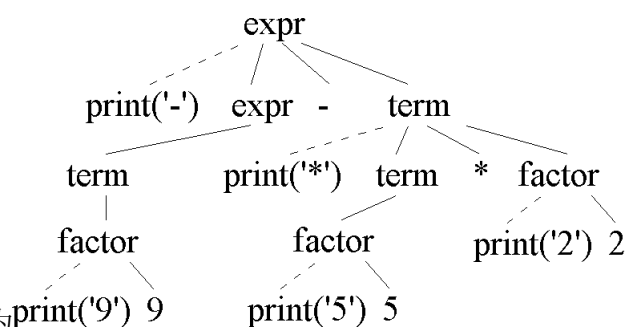 expr
print('-') expr - term
term print('*') term * factor
factor factor print('2') 2
print('9') 9 print('5') 5